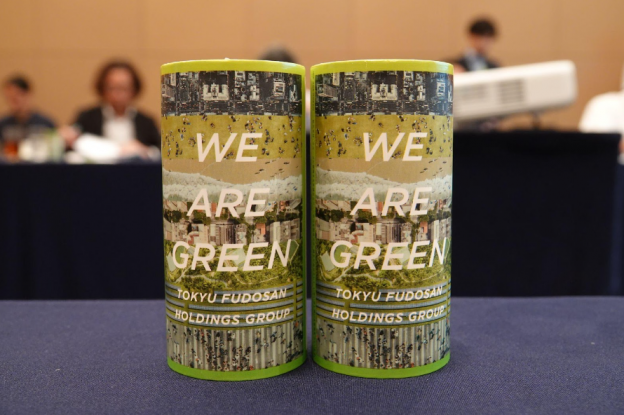 WE
ARE
GREEN
TOKYU FUDOSAN
HOLDINGS GROUP
WE
ARE
GREEN
TOKYU FUDOSAN
HOLDINGS GROUP